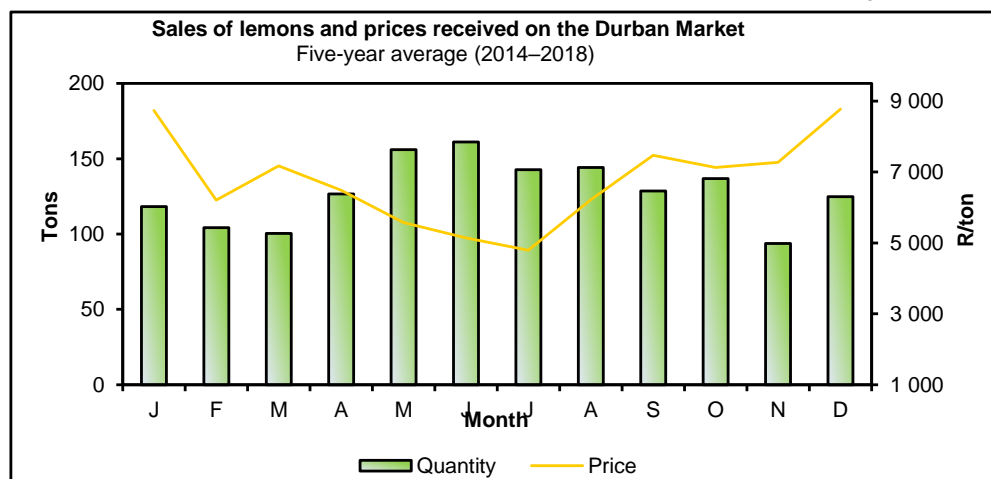 Sales of lemons and prices received on the Durban Market
Five-year average (2014–2018)
200
150
100
50
0
Tons
9 000
7 000
5 000
3 000
1 000
R/ton
J F M A M J J A S O N D
Month
Quantity Price